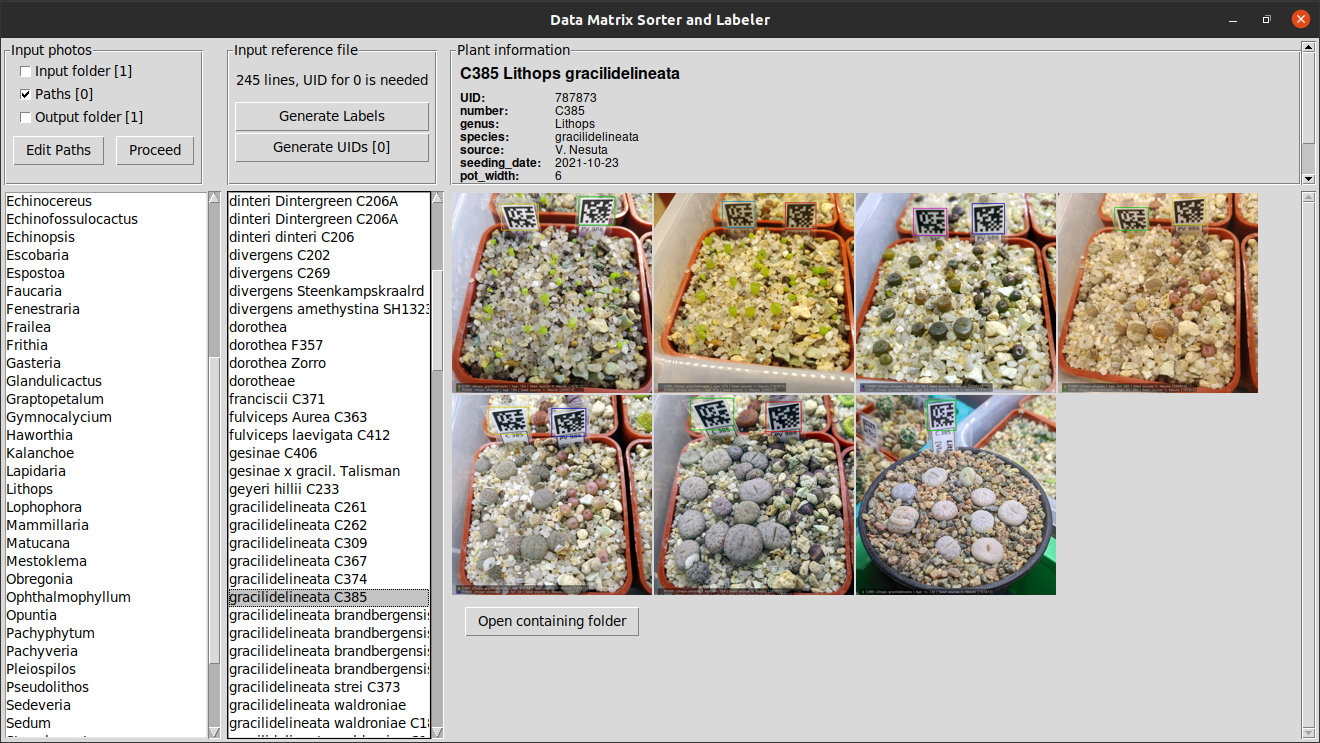 Data Matrix Sorter and Labeler
Input photos
Input folder [1]
Paths [0]
Output folder [1]
Edit Paths
Proceed
Input reference file
245 lines, UID for 0 is needed
Generate Labels
Generate UIDs [0]
Plant information
C385 Lithops gracilidelineata
UID: 787873
number: C385
genus: Lithops
species: gracilidelineata
source: V. Nesuta
seeding_date: 2021-10-23
pot_width: 6
Echinocereus
Echinofossulocactus
Echinopsis
Escobaria
Espostoa
Faucaria
Fenestraria
Frailea
Frithia
Gasteria
Glandulicactus
Graptopetalum
Gymnocalycium
Haworthia
Kalanchoe
Lapidaria
Lithops
Lophophora
Mammillaria
Matucana
Mestoklema
Obregonia
Ophthalmophyllum
Opuntia
Pachyphytum
Pachyveria
Pleiospilos
Pseudolithos
Sedeveria
Sedum
dinteri Dintergreen C206A
dinteri Dintergreen C206A
dinteri dinteri C206
divergens C202
divergens C269
divergens Steenkampskraalrd
divergens amethystina SH1323
dorothea
dorothea F357
dorothea Zorro
dorotheae
franciscii C371
fulviceps Aurea C363
fulviceps laevigata C412
gesinae C406
gesinae x gracil. Talisman
geyeri hillii C233
gracilidelineata C261
gracilidelineata C262
gracilidelineata C309
gracilidelineata C367
gracilidelineata C374
gracilidelineata C385
gracilidelineata brandbergensis
gracilidelineata brandbergensis
gracilidelineata brandbergensis
gracilidelineata brandbergensis
gracilidelineata strei C373
gracilidelineata waldroniae
gracilidelineata waldroniae C18
Open containing folder